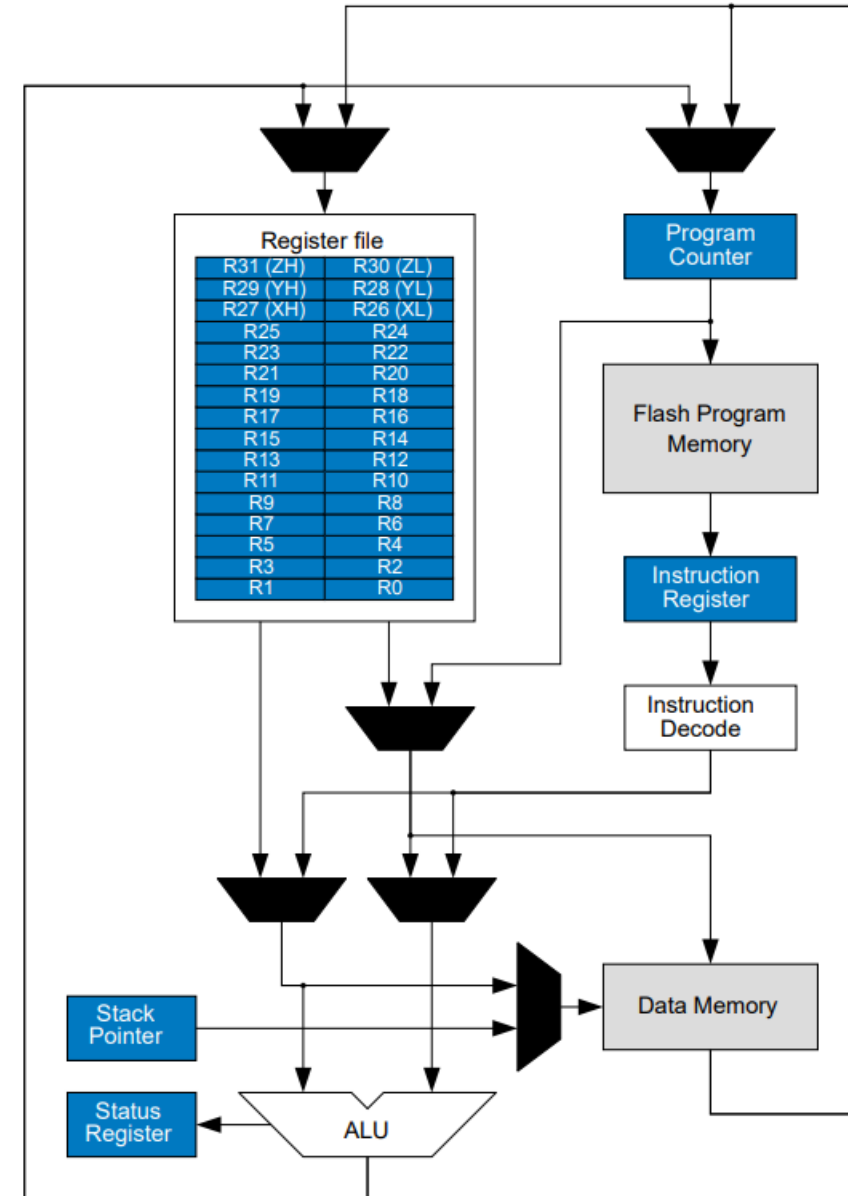 Register file
R31 (ZH) R30 (ZL)
R29 (YH) R28 (YL)
R27 (XH) R26 (XL)
R25 R24
R23 R22
R21 R20
R19 R18
R17 R16
R15 R14
R13 R12
R11 R10
R9 R8
R7 R6
R5 R4
R3 R2
R1 R0
Program
Counter
Flash Program
Memory
Instruction
Register
Instruction
Decode
Data Memory
Stack
Pointer
Status
Register
ALU